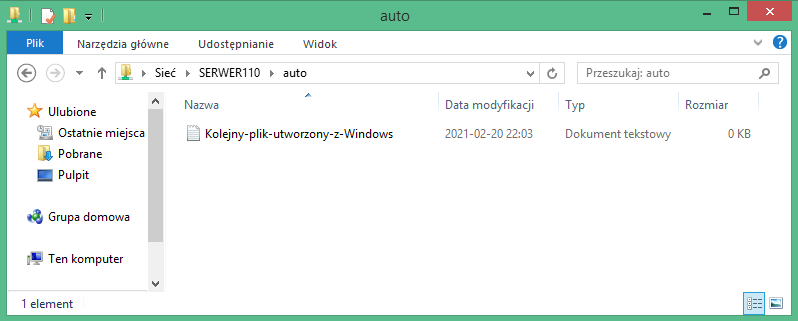 auto
Plik Narzędzia główne Udostępnianie Widok
Sieć SERWER110 auto Przeszukaj: auto
Nazwa Data modyfikacji Typ Rozmiar
Kolejny-plik-utworzony-z-Windows 2021-02-20 22:03 Dokument tekstowy 0 KB
Ulubione
Ostatnie miejsca
Pobrane
Pulpit
Grupa domowa
Ten komputer
1 element